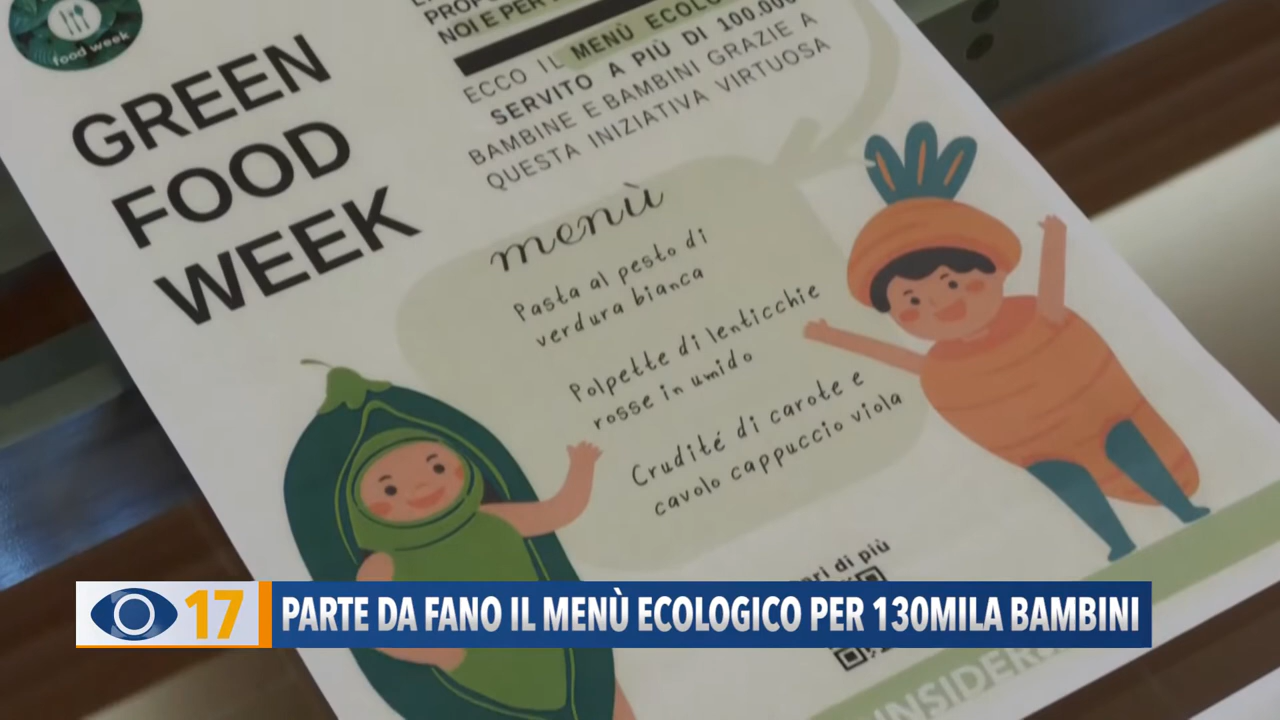 food week
GREEN
FOOD
WEEK
NOI E PER
MENÙ ECOLO
ECCO IL
SERVITO A PIÙ DI 100.000
BAMBINE E BAMBINI GRAZIE A
QUESTA INIZIATIVA VIRTUOSA
menù
Pasta al pesto di
verdura bianca
Polpette di lenticchie
rosse in umido
Crudité di carote e
cavolo cappuccio viola
di più
17
PARTE DA FANO IL MENÙ ECOLOGICO PER 130MILA BAMBINI